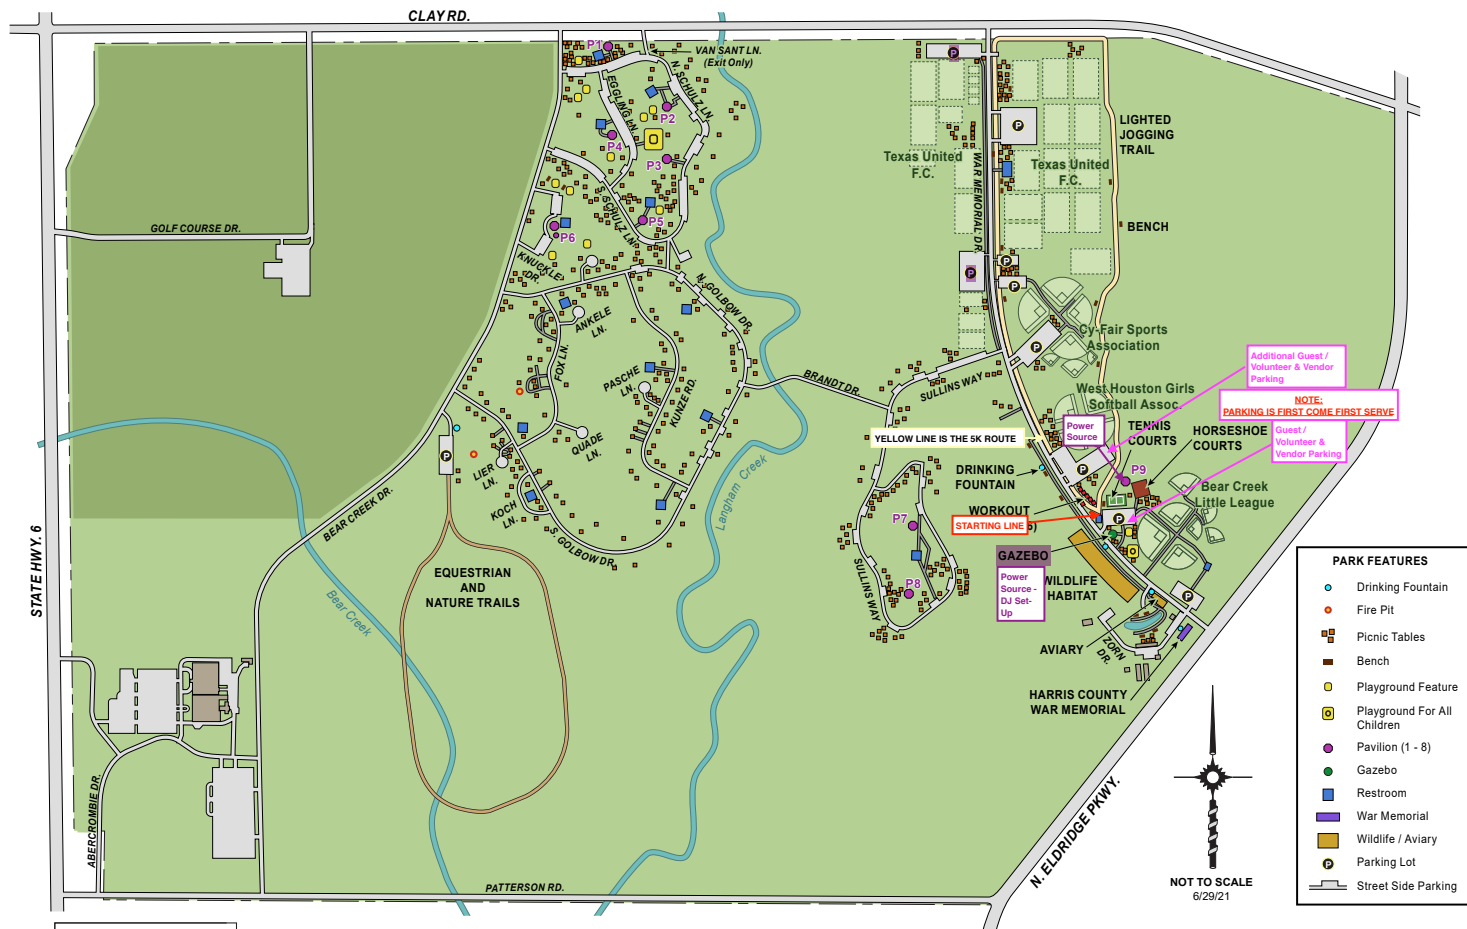 CLAY RD.
VAN SANT LN.
(Exit Only)
P1
N. SCHULZ LN.
EGGLING LN.
P2
P4
P3
S. SCHULZ LN.
P5
P6
KNUCKLE
DR.
GOLF COURSE DR.
Texas United
F.C.
WAR MEMORIAL DR.
Texas United
F.C.
LIGHTED
JOGGING
TRAIL
BENCH
P
P
P
P
P
P
N. GOLBOW DR.
ANKELE
LN.
FOX LN.
PASCHE
LN.
KUNZE RD.
QUADE
LN.
LIER
LN.
KOCH
LN.
S. GOLBOW DR.
BRANDT DR.
SULLINS WAY
Cy-Fair Sports
Association
West Houston Girls
Softball Assoc.
Additional Guest /
Volunteer & Vendor
Parking
NOTE:
PARKING IS FIRST COME FIRST SERVE
Guest /
Volunteer &
Vendor Parking
Power
Source
TENNIS
COURTS
HORSESHOE
COURTS
YELLOW LINE IS THE 5K ROUTE
P
P9
Bear Creek
Little League
DRINKING
FOUNTAIN
WORKOUT
STARTING LINE
P
GAZEBO
Power
Source -
DJ Set-
Up
WILDLIFE
HABITAT
P
P7
P8
SULLINS WAY
AVIARY
ZORN
DR.
HARRIS COUNTY
WAR MEMORIAL
Langham Creek
P
BEAR CREEK DR.
EQUESTRIAN
AND
NATURE TRAILS
Bear Creek
STATE HWY. 6
ABERCROMBIE DR.
PATTERSON RD.
N. ELDRIDGE PKWY.
NOT TO SCALE
6/29/21
PARK FEATURES
Drinking Fountain
Fire Pit
Picnic Tables
Bench
Playground Feature
Playground For All
Children
Pavilion (1 - 8)
Gazebo
Restroom
War Memorial
Wildlife / Aviary
P
Parking Lot
Street Side Parking